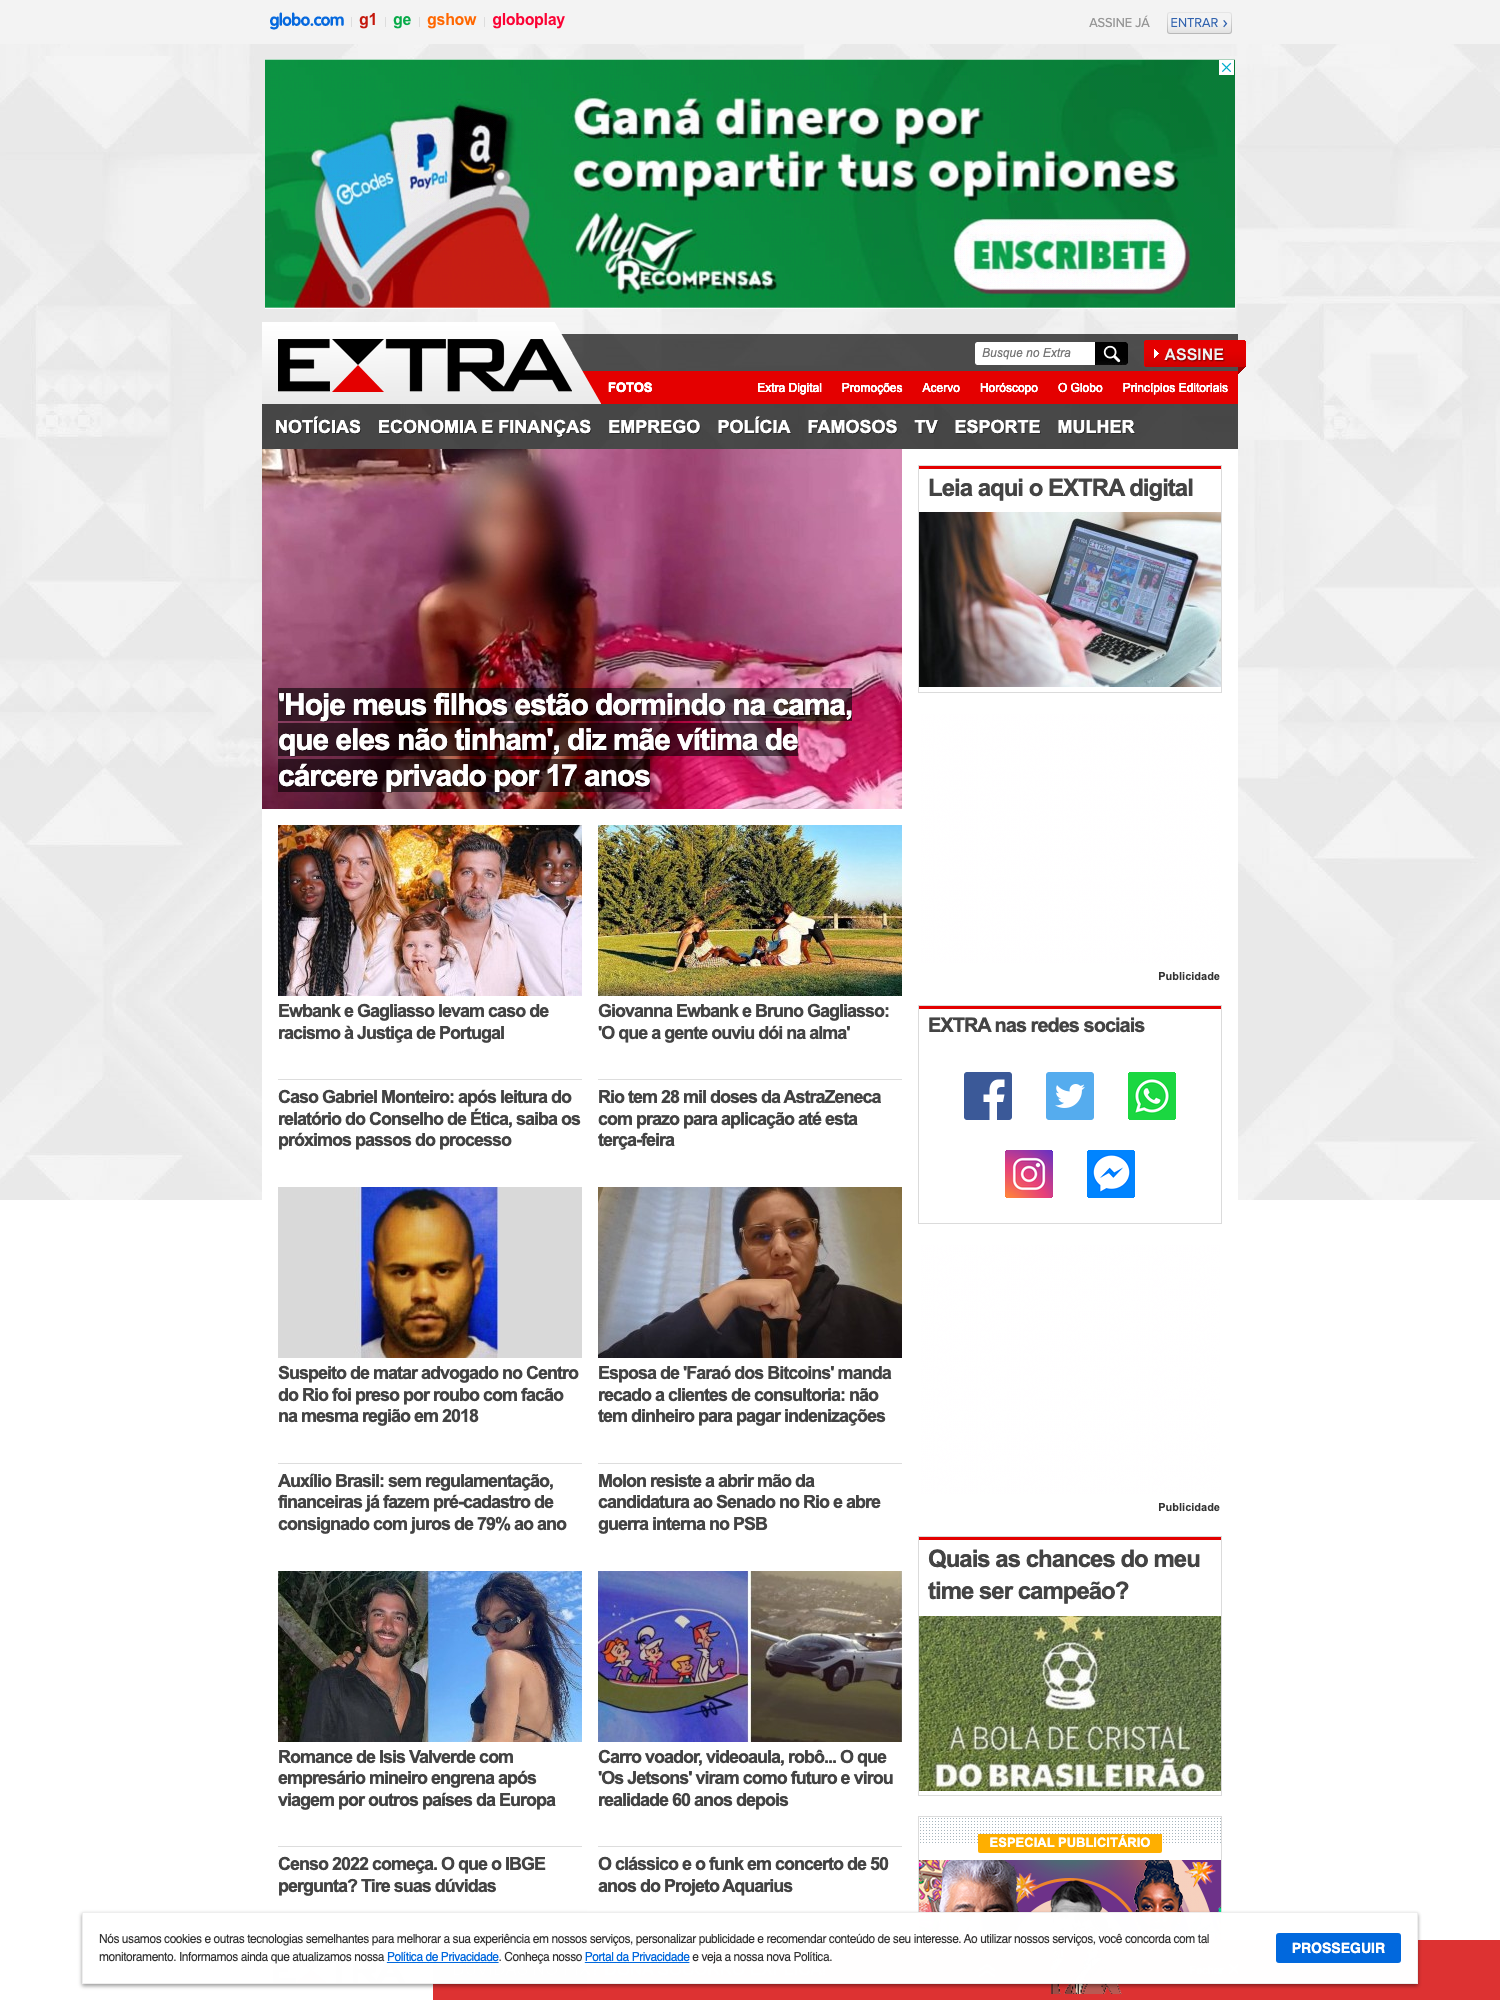 globo.com g1 ge gshow globoplay
ASSINE JÁ
ENTRAR ›
Ganá dinero por
compartir tus opiniones
eCodes
PayPal
a
My
RECOMPENSAS
ENSCRIBETE
EXTRA
Busque no Extra
ASSINE
FOTOS
Extra Digital Promoções Acervo Horóscopo O Globo Princípios Editoriais
NOTÍCIAS ECONOMIA E FINANÇAS EMPREGO POLÍCIA FAMOSOS TV ESPORTE MULHER
'Hoje meus filhos estão dormindo na cama,
que eles não tinham', diz mãe vítima de
cárcere privado por 17 anos
Leia aqui o EXTRA digital
EXTRA EXTRA
Publicidade
Ewbank e Gagliasso levam caso de
racismo à Justiça de Portugal
Giovanna Ewbank e Bruno Gagliasso:
'O que a gente ouviu dói na alma'
EXTRA nas redes sociais
Caso Gabriel Monteiro: após leitura do
relatório do Conselho de Ética, saiba os
próximos passos do processo
Rio tem 28 mil doses da AstraZeneca
com prazo para aplicação até esta
terça-feira
Suspeito de matar advogado no Centro
do Rio foi preso por roubo com facão
na mesma região em 2018
Esposa de 'Faraó dos Bitcoins' manda
recado a clientes de consultoria: não
tem dinheiro para pagar indenizações
Auxílio Brasil: sem regulamentação,
financeiras já fazem pré-cadastro de
consignado com juros de 79% ao ano
Molon resiste a abrir mão da
candidatura ao Senado no Rio e abre
guerra interna no PSB
Publicidade
Quais as chances do meu
time ser campeão?
A BOLA DE CRISTAL
DO BRASILEIRÃO
Romance de Isis Valverde com
empresário mineiro engrena após
viagem por outros países da Europa
Carro voador, videoaula, robô... O que
'Os Jetsons' viram como futuro e virou
realidade 60 anos depois
ESPECIAL PUBLICITÁRIO
Censo 2022 começa. O que o IBGE
pergunta? Tire suas dúvidas
O clássico e o funk em concerto de 50
anos do Projeto Aquarius
Nós usamos cookies e outras tecnologias semelhantes para melhorar a sua experiência em nossos serviços, personalizar publicidade e recomendar conteúdo de seu interesse. Ao utilizar nossos serviços, você concorda com tal
monitoramento. Informamos ainda que atualizamos nossa Política de Privacidade. Conheça nosso Portal da Privacidade e veja a nossa nova Política.
PROSSEGUIR